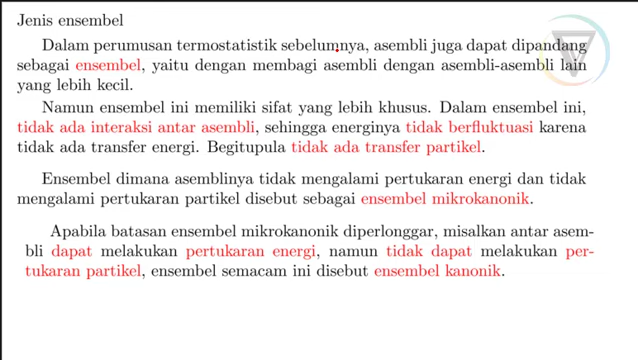 Jenis ensembel
Dalam perumusan termostatistik sebelumnya, asembli juga dapat dipandang
sebagai ensembel, yaitu dengan membagi asembli dengan asembli-asembli lain
yang lebih kecil.
Namun ensembel ini memiliki sifat yang lebih khusus. Dalam ensembel ini,
tidak ada interaksi antar asembli, sehingga energinya tidak berfluktuasi karena
tidak ada transfer energi. Begitupula tidak ada transfer partikel.
Ensembel dimana asemblinya tidak mengalami pertukaran energi dan tidak
mengalami pertukaran partikel disebut sebagai ensembel mikrokanonik.
Apabila batasan ensembel mikrokanonik diperlonggar, misalkan antar asem-
bli dapat melakukan pertukaran energi, namun tidak dapat melakukan per-
tukaran partikel, ensembel semacam ini disebut ensembel kanonik.